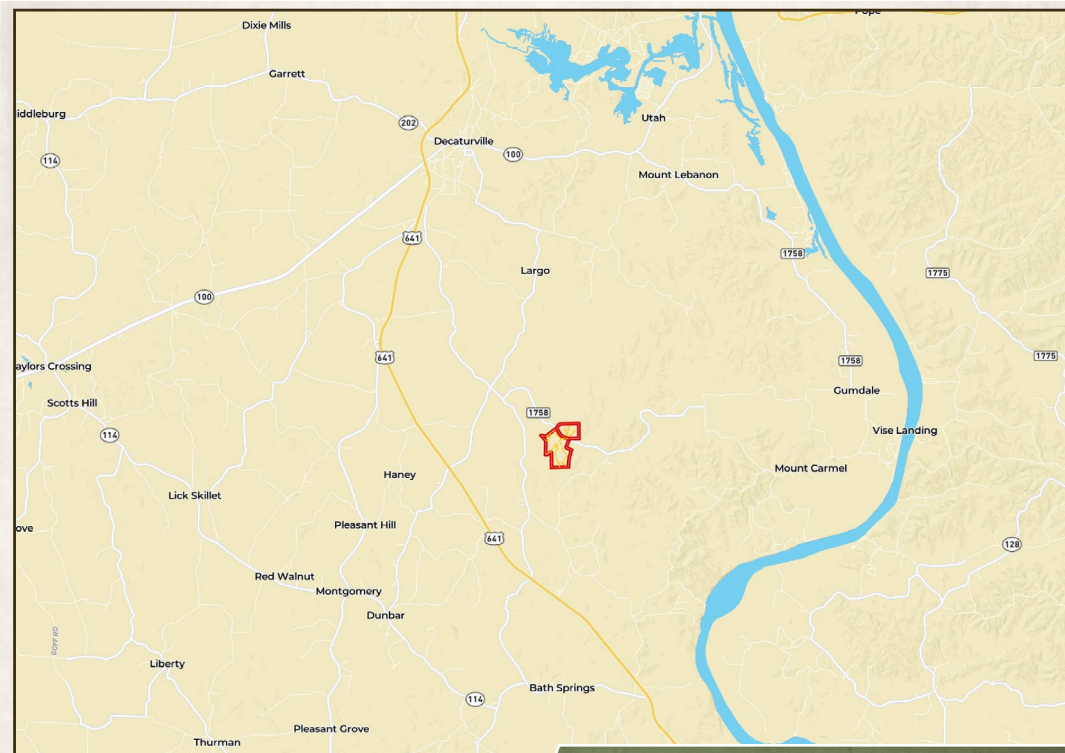 Pope
Dixie Mills
Garrett
iddleburg
202
Utah
Decaturville
100
114
Mount Lebanon
641
1758
Largo
1775
100
641
1775
1758
aylors Crossing
Gumdale
Scotts Hill
1758
Vise Landing
114
Mount Carmel
Haney
Lick Skillet
Pleasant Hill
ove
641
128
Red Walnut
Montgomery
Dunbar
GOFF RD
Liberty
Bath Springs
114
Pleasant Grove
Thurman